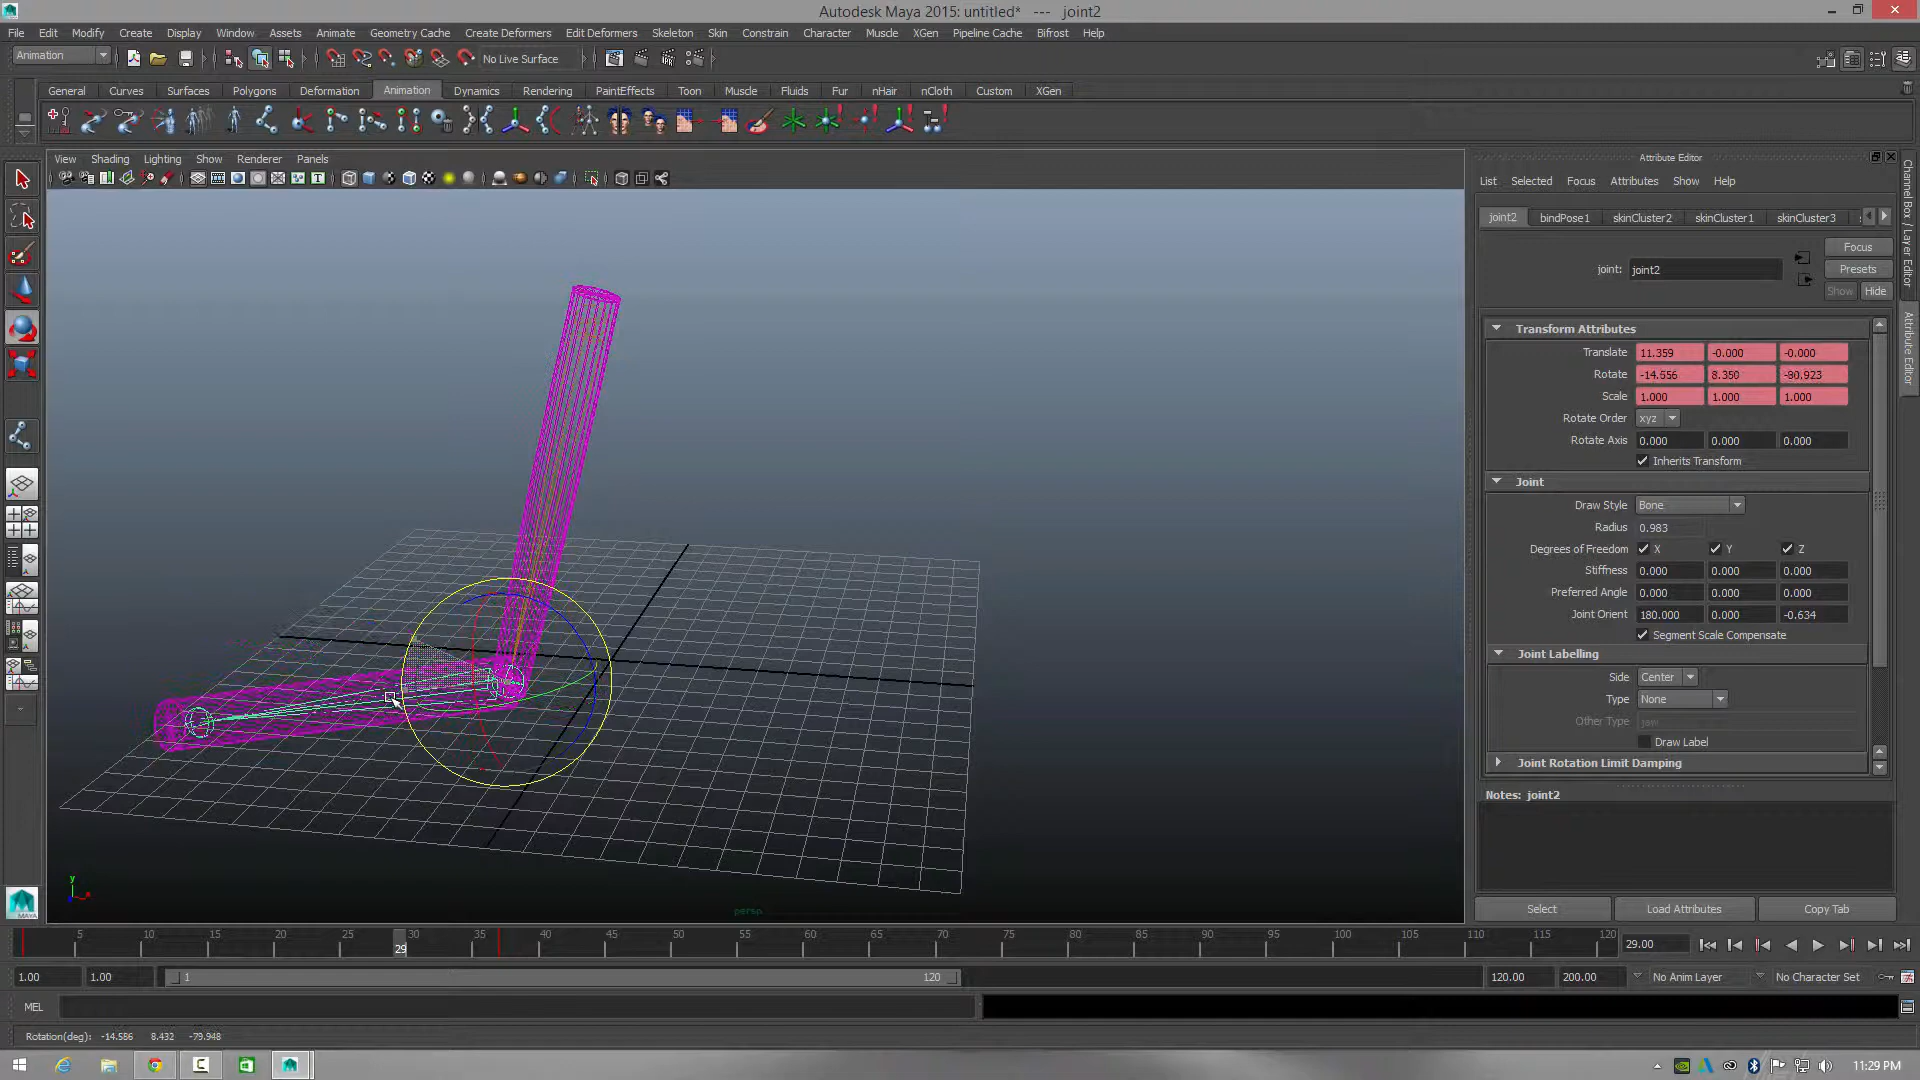 Autodesk Maya 2015: untitled* --- joint2
File Edit Modify Create Display Window Assets Animate Geometry Cache Create Deformers Edit Deformers Skeleton Skin Constrain Character Muscle XGen Pipeline Cache Bifrost Help
Animation No Live Surface
General Curves Surfaces Polygons Deformation Animation Dynamics Rendering PaintEffects Toon Muscle Fluids Fur nHair nCloth Custom XGen
View Shading Lighting Show Renderer Panels
Attribute Editor
List Selected Focus Attributes Show Help
joint2 bindPose1 skinCluster2 skinCluster1 skinCluster3
Focus
joint: joint2
Presets
Show Hide
Transform Attributes
Translate 11.359 -0.000 -0.000
Rotate -14.556 8.350 -80.923
Scale 1.000 1.000 1.000
Rotate Order xyz
Rotate Axis 0.000 0.000 0.000
Inherits Transform
Joint
Draw Style Bone
Radius 0.983
Degrees of Freedom X Y Z
Stiffness 0.000 0.000 0.000
Preferred Angle 0.000 0.000 0.000
Joint Orient 180.000 0.000 -0.634
Segment Scale Compensate
Joint Labelling
Side Center
Type None
Other Type jaw
Draw Label
Joint Rotation Limit Damping
Notes: joint2
Select Load Attributes Copy Tab
Channel Box / Layer Editor
Attribute Editor
y
persp
5 10 15 20 25 30 35 40 45 50 55 60 65 70 75 80 85 90 95 100 105 110 115 120
29
29.00
1.00 1.00 1 120 120.00 200.00 No Anim Layer No Character Set
MEL
Rotation(deg): -14.586 8.432 -79.948
MAYA
11:29 PM